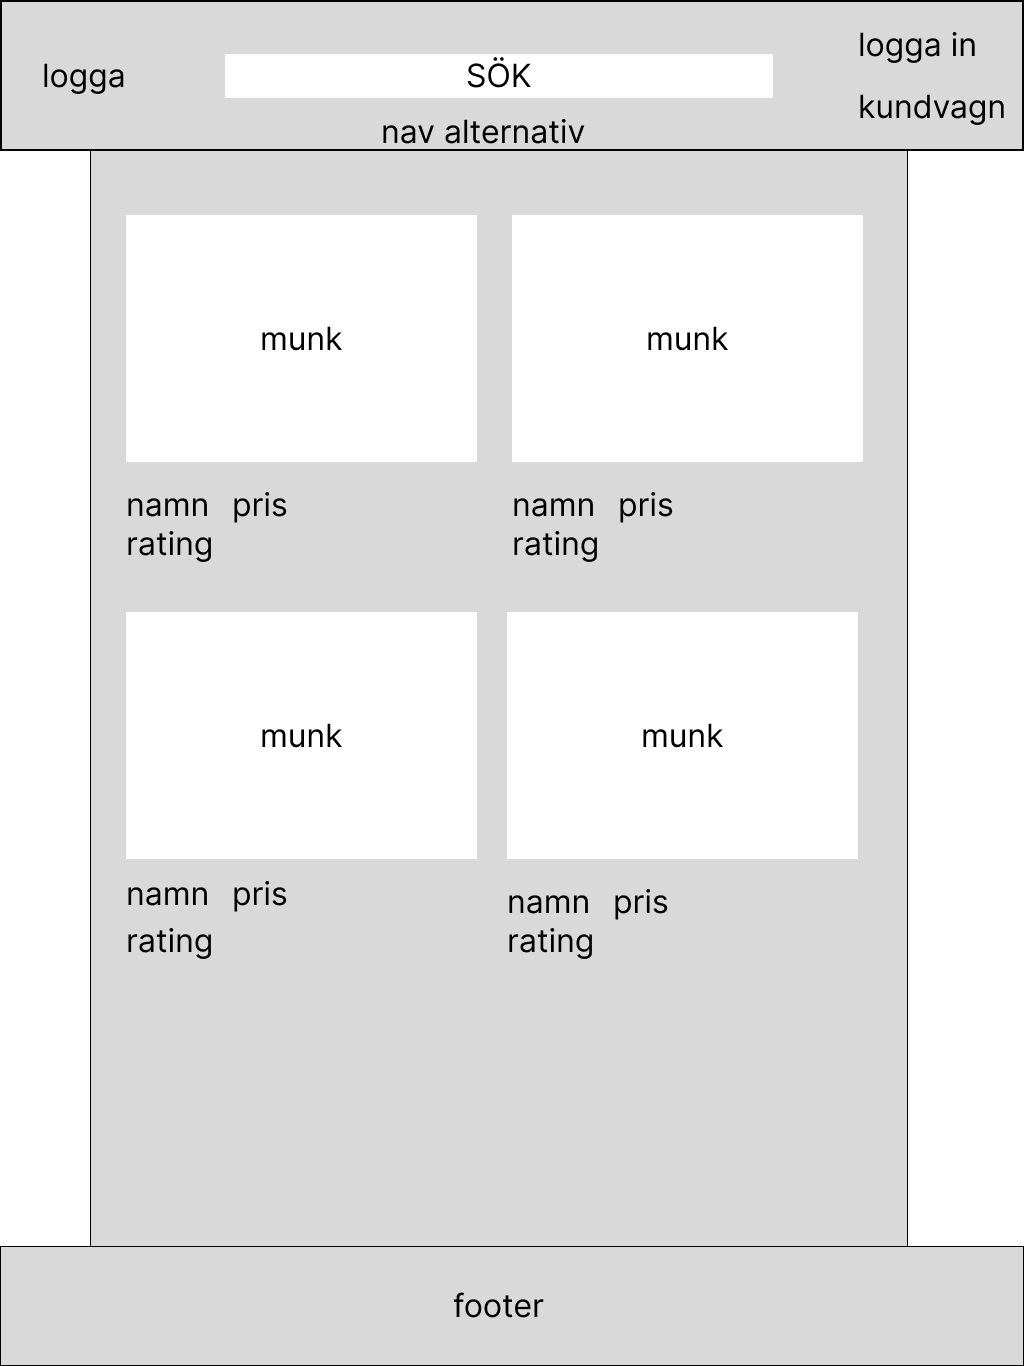 logga
SÖK
logga in
kundvagn
nav alternativ
munk
munk
namn pris
rating
namn pris
rating
munk
munk
namn pris
rating
namn pris
rating
footer